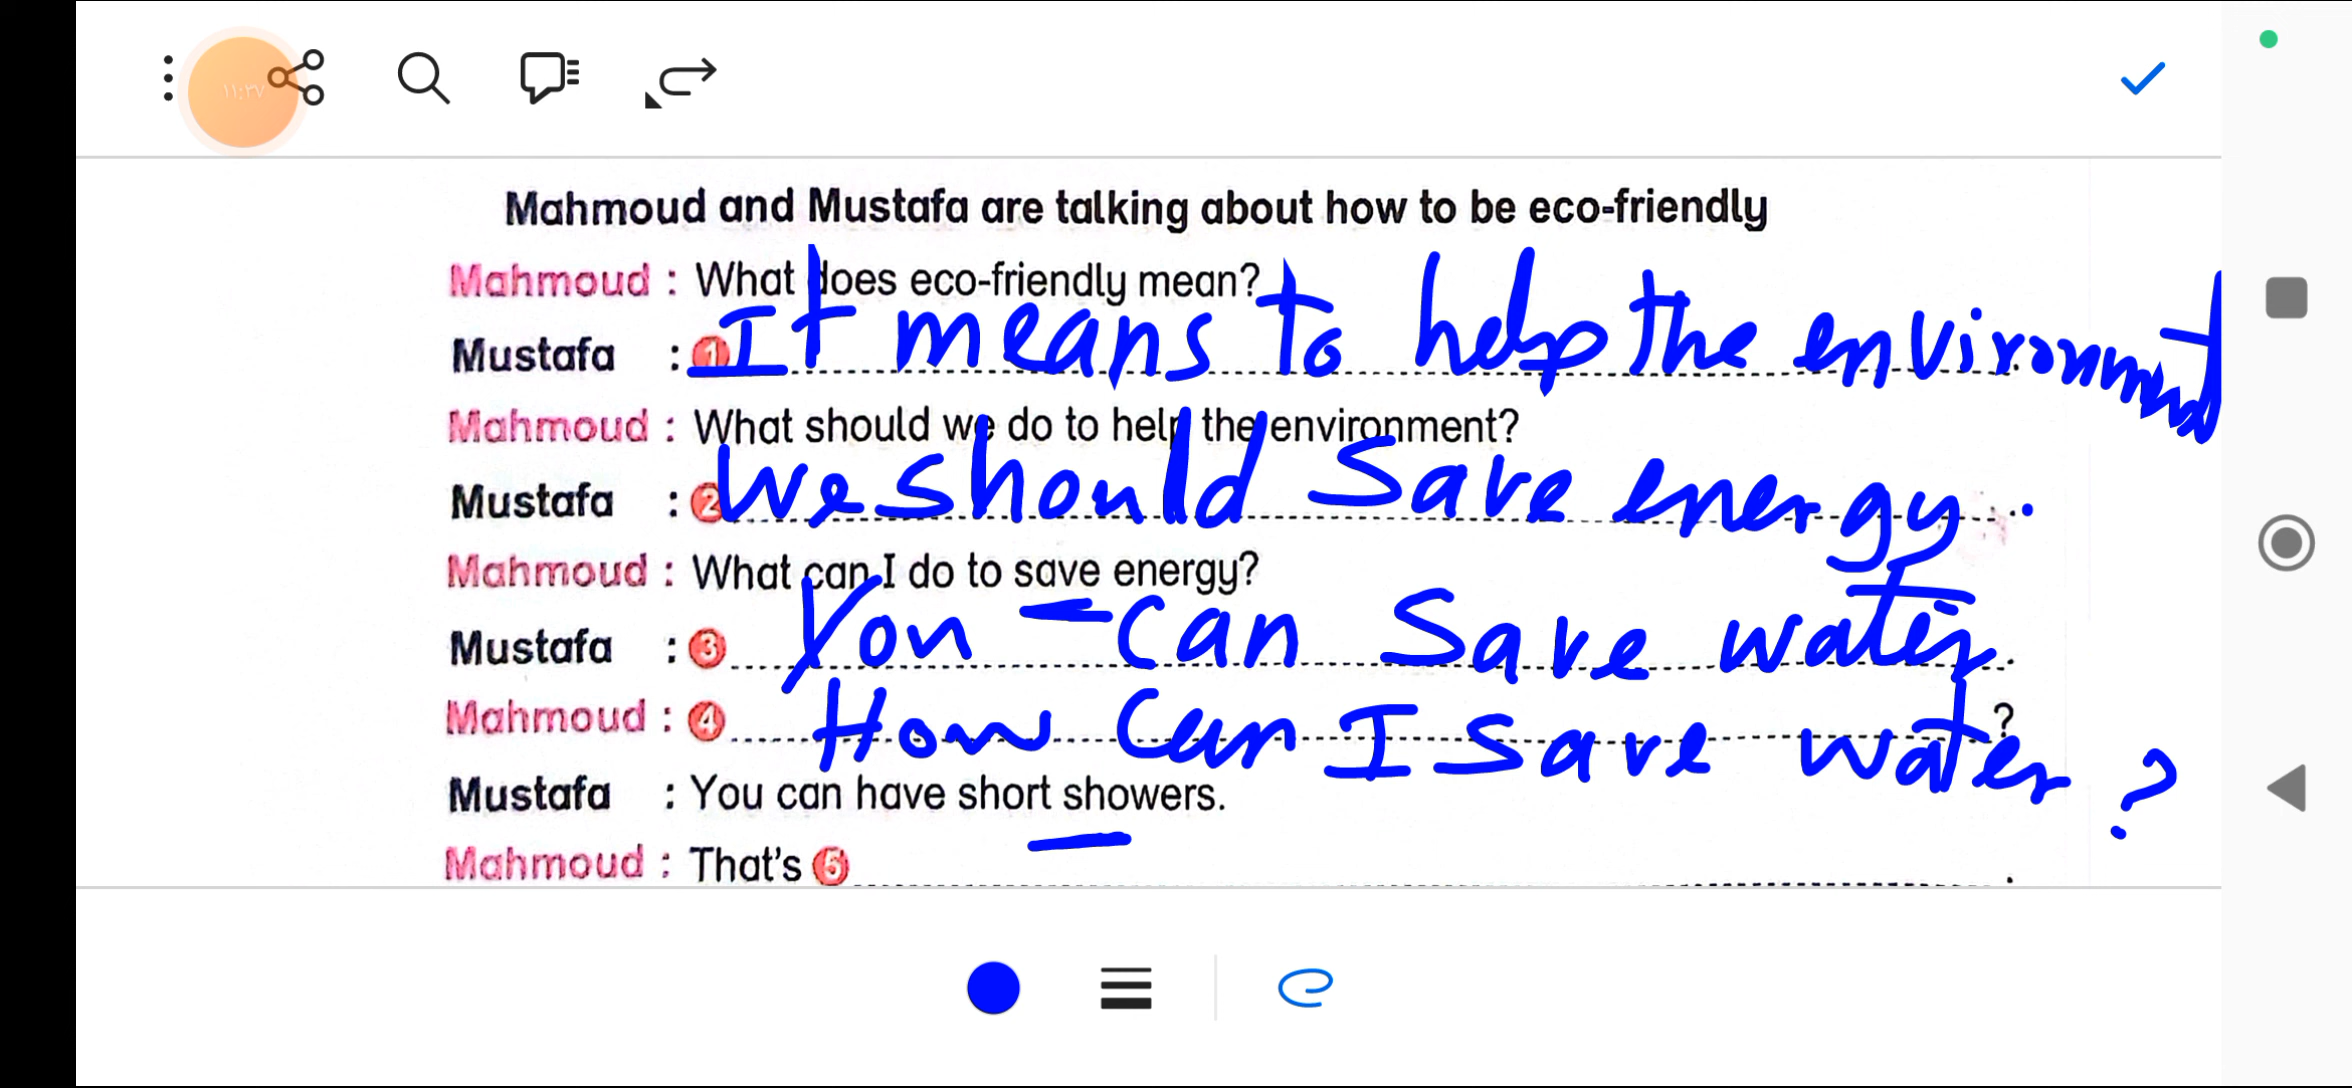 ١١:٣٧
Mahmoud and Mustafa are talking about how to be eco-friendly
Mahmoud : What does eco-friendly mean?
Mustafa : 1 It means to help the environment
Mahmoud : What should we do to help the environment?
Mustafa : 2 We should save energy
Mahmoud : What can I do to save energy?
Mustafa : 3 You can save water.
Mahmoud : 4 How can I save water ?
Mustafa : You can have short showers.
Mahmoud : That's 5 .